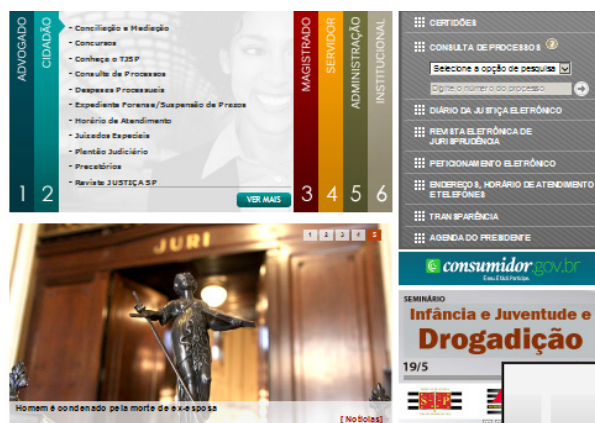 ADVOGADO
1
CIDADÃO
2
- Conciliação e Mediação
- Concursos
- Conheça o TJSP
- Consulta de Processos
- Despesas Processuais
- Expediente Forense/Suspensão de Prazos
- Horário de Atendimento
- Juizados Especiais
- Plantão Judiciário
- Precatórios
- Revista JUSTIÇA SP
VER MAIS
MAGISTRADO
3
SERVIDOR
4
ADMINISTRAÇÃO
5
INSTITUCIONAL
6
JURI
1 2 3 4 5
Homem é condenado pela morte de ex-esposa
[ Notícias]
CERTIDÕES
CONSULTA DE PROCESSOS ?
Selecione a opção de pesquisa
Digite o número do processo
DIÁRIO DA JUSTIÇA ELETRÔNICO
REVISTA ELETRÔNICA DE
JURISPRUDÊNCIA
PETICIONAMENTO ELETRÔNICO
ENDEREÇOS, HORÁRIO DE ATENDIMENTO
E TELEFONES
TRANSPARÊNCIA
AGENDA DO PRESIDENTE
consumidor.gov.br
SEMINÁRIO
Infância e Juventude e
Drogadição
19/5